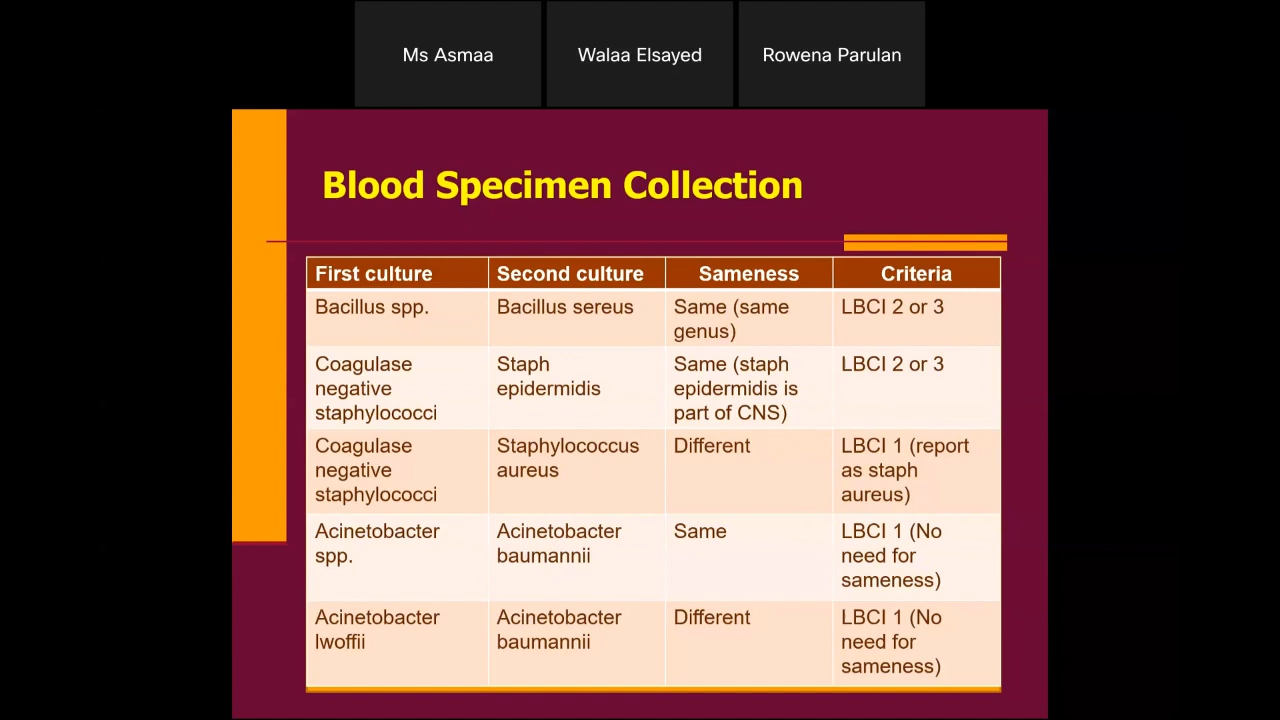 Ms Asmaa
Walaa Elsayed
Rowena Parulan
Blood Specimen Collection
First culture
Second culture
Sameness
Criteria
Bacillus spp.
Bacillus sereus
Same (same
genus)
LBCI 2 or 3
Coagulase
negative
staphylococci
Staph
epidermidis
Same (staph
epidermidis is
part of CNS)
LBCI 2 or 3
Coagulase
negative
staphylococci
Staphylococcus
aureus
Different
LBCI 1 (report
as staph
aureus)
Acinetobacter
spp.
Acinetobacter
baumannii
Same
LBCI 1 (No
need for
sameness)
Acinetobacter
lwoffii
Acinetobacter
baumannii
Different
LBCI 1 (No
need for
sameness)